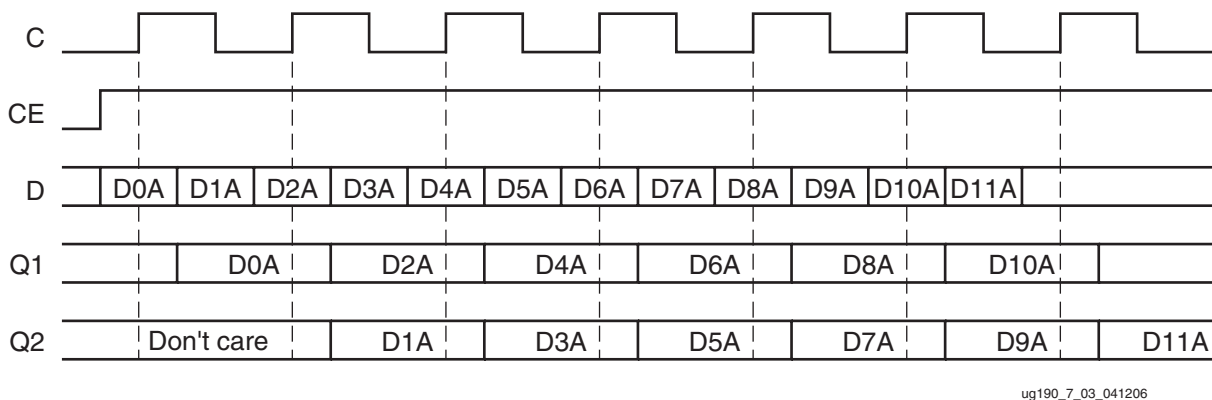 C
CE
D D0A D1A D2A D3A D4A D5A D6A D7A D8A D9A D10A D11A
Q1 D0A D2A D4A D6A D8A D10A
Q2 Don't care D1A D3A D5A D7A D9A D11A
ug190_7_03_041206